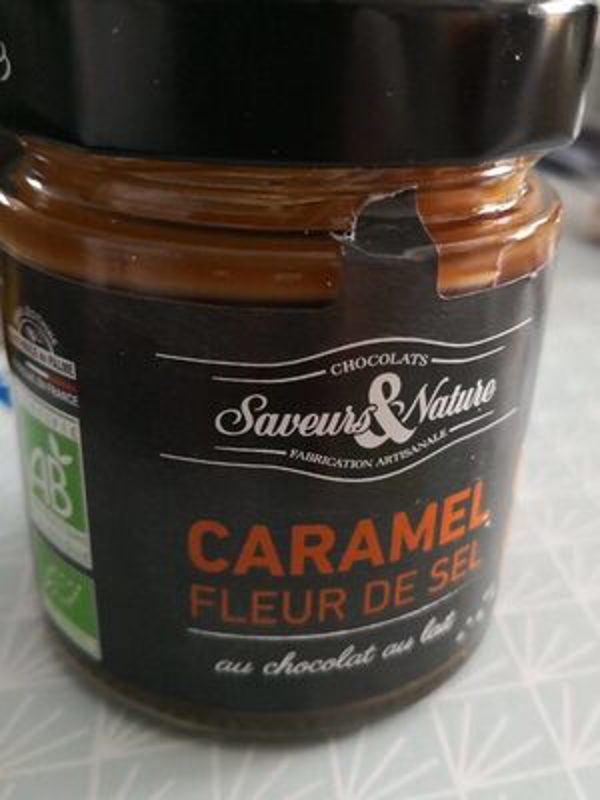 CHOCOLATS
Saveurs & Nature
FABRICATION ARTISANALE
CARAMEL
FLEUR DE SEL
au chocolat au lait
AB